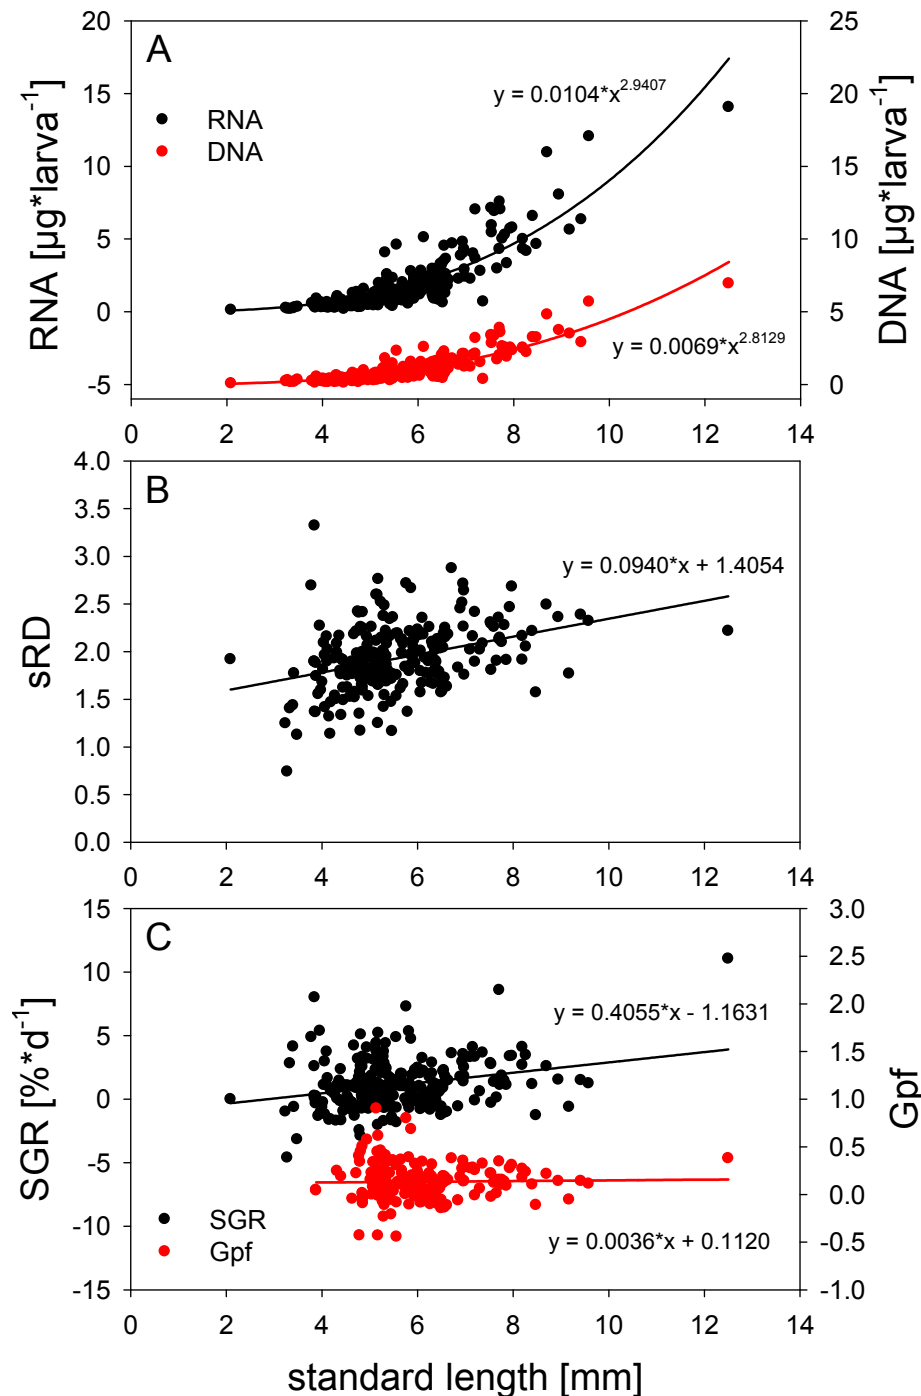 A
y = 0.0104*x^2.9407
RNA
DNA
y = 0.0069*x^2.8129
RNA [µg*larva^-1]
DNA [µg*larva^-1]
20
15
10
5
0
-5
25
20
15
10
5
0
0 2 4 6 8 10 12 14
B
y = 0.0940*x + 1.4054
sRD
4.0
3.5
3.0
2.5
2.0
1.5
1.0
0.5
0.0
0 2 4 6 8 10 12 14
C
y = 0.4055*x - 1.1631
SGR
Gpf
y = 0.0036*x + 0.1120
SGR [%*d^-1]
Gpf
15
10
5
0
-5
-10
-15
3.0
2.5
2.0
1.5
1.0
0.5
0.0
-0.5
-1.0
0 2 4 6 8 10 12 14
standard length [mm]